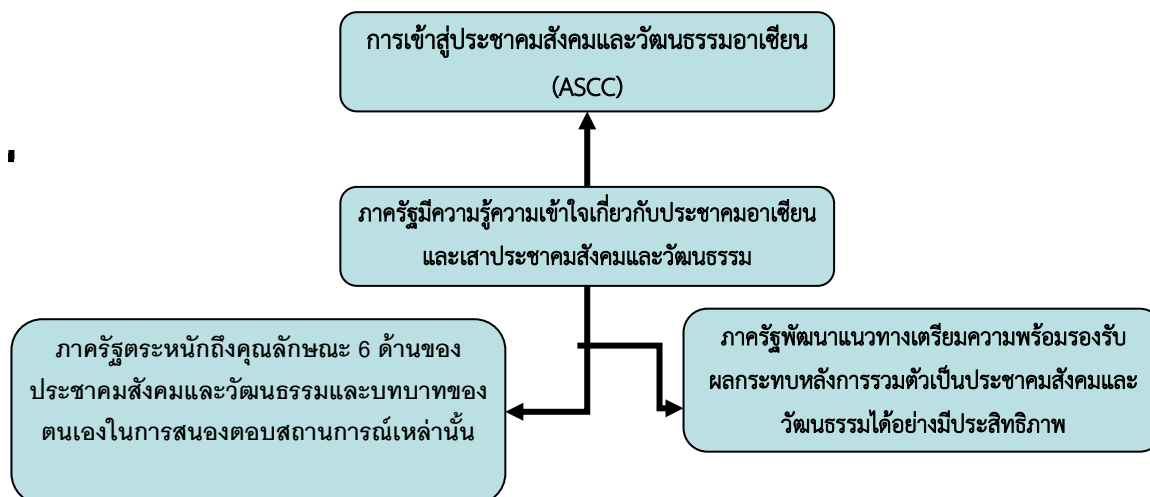 การเข้าสู่ประชาคมสังคมและวัฒนธรรมอาเซียน
(ASCC)
ภาครัฐมีความรู้ความเข้าใจเกี่ยวกับประชาคมอาเซียน
และเสาประชาคมสังคมและวัฒนธรรม
ภาครัฐตระหนักถึงคุณลักษณะ 6 ด้านของ
ประชาคมสังคมและวัฒนธรรมและบทบาทของ
ตนเองในการสนองตอบสถานการณ์เหล่านั้น
ภาครัฐพัฒนาแนวทางเตรียมความพร้อมรองรับ
ผลกระทบหลังการรวมตัวเป็นประชาคมสังคมและ
วัฒนธรรมได้อย่างมีประสิทธิภาพ